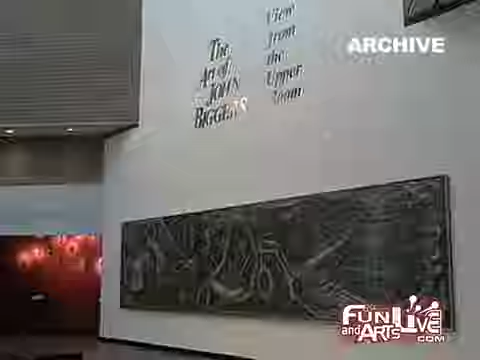 The
Art of
JOHN
BIGGERS
View
from
the
Upper
Room
ARCHIVE
FUN
and ARTS
LIVE
.COM